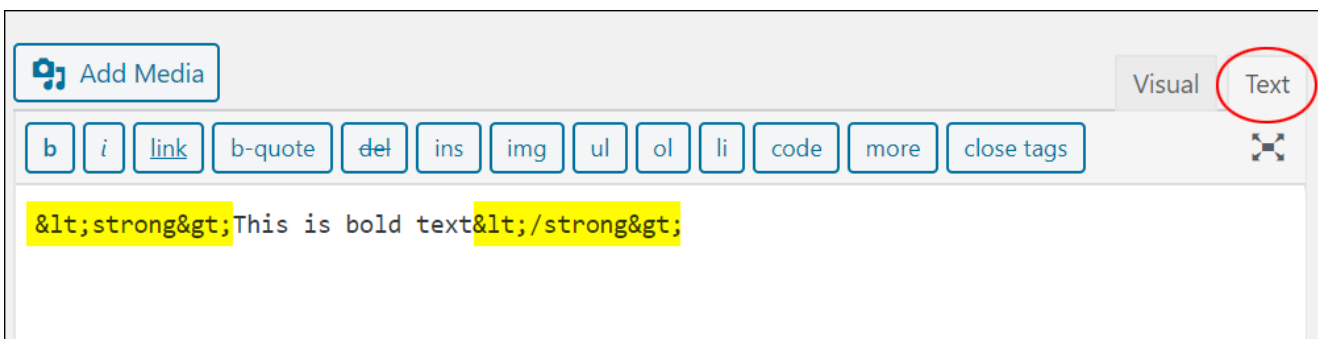 Add Media
Visual Text
b i link b-quote del ins img ul ol li code more close tags
&lt;strong&gt;This is bold text&lt;/strong&gt;